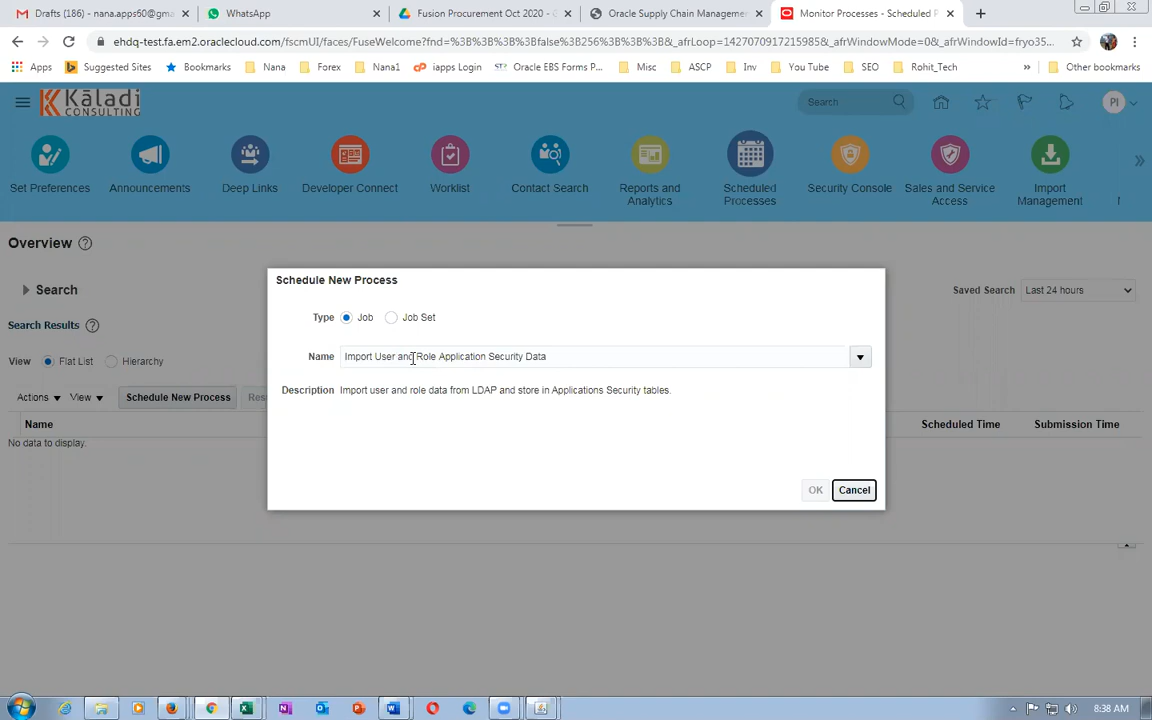 Drafts (186) - nana.apps60@gma
WhatsApp
Fusion Procurement Oct 2020 -
Oracle Supply Chain Manageme
Monitor Processes - Scheduled P
ehdq-test.fa.em2.oraclecloud.com/fscmUI/faces/FuseWelcome?fnd=%3B%3B%3B%3Bfalse%3B256%3B%3B%3B&_afrLoop=14270709172159​85&_afrWindowMode=0&_afrWindowId=fryo35...
Apps
Suggested Sites
Bookmarks
Nana
Forex
Nana1
iapps Login
Oracle EBS Forms P...
Misc
ASCP
Inv
You Tube
SEO
Rohit_Tech
»
Other bookmarks
Kaladi
CONSULTING
Search
PI
Set Preferences
Announcements
Deep Links
Developer Connect
Worklist
Contact Search
Reports and Analytics
Scheduled Processes
Security Console
Sales and Service Access
Import Management
Overview
Search
Saved Search Last 24 hours
Search Results
View Flat List Hierarchy
Actions View Schedule New Process Res
Name Scheduled Time Submission Time
No data to display.
Schedule New Process
Type Job Job Set
Name Import User and Role Application Security Data
Description Import user and role data from LDAP and store in Applications Security tables.
OK Cancel
8:38 AM